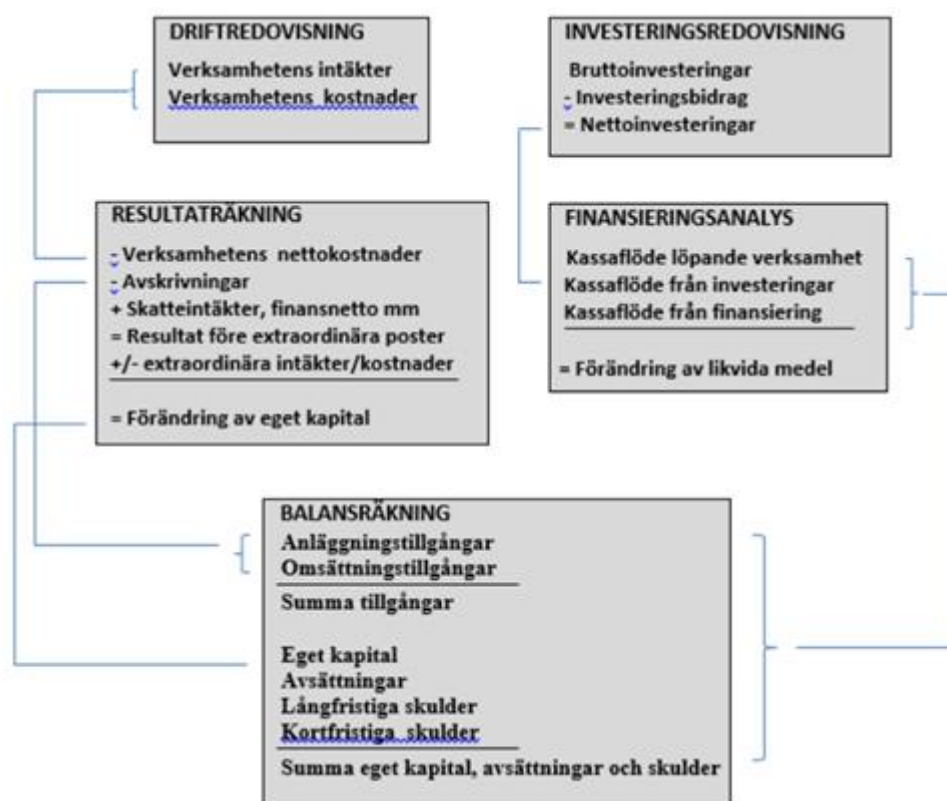 DRIFTREDOVISNING
Verksamhetens intäkter
Verksamhetens kostnader
INVESTERINGSREDOVISNING
Bruttoinvesteringar
- Investeringsbidrag
= Nettoinvesteringar
RESULTATRÄKNING
- Verksamhetens nettokostnader
- Avskrivningar
+ Skatteintäkter, finansnetto mm
= Resultat före extraordinära poster
+/- extraordinära intäkter/kostnader
= Förändring av eget kapital
FINANSIERINGSANALYS
Kassaflöde löpande verksamhet
Kassaflöde från investeringar
Kassaflöde från finansiering
= Förändring av likvida medel
BALANSRÄKNING
Anläggningstillgångar
Omsättningstillgångar
Summa tillgångar
Eget kapital
Avsättningar
Långfristiga skulder
Kortfristiga skulder
Summa eget kapital, avsättningar och skulder